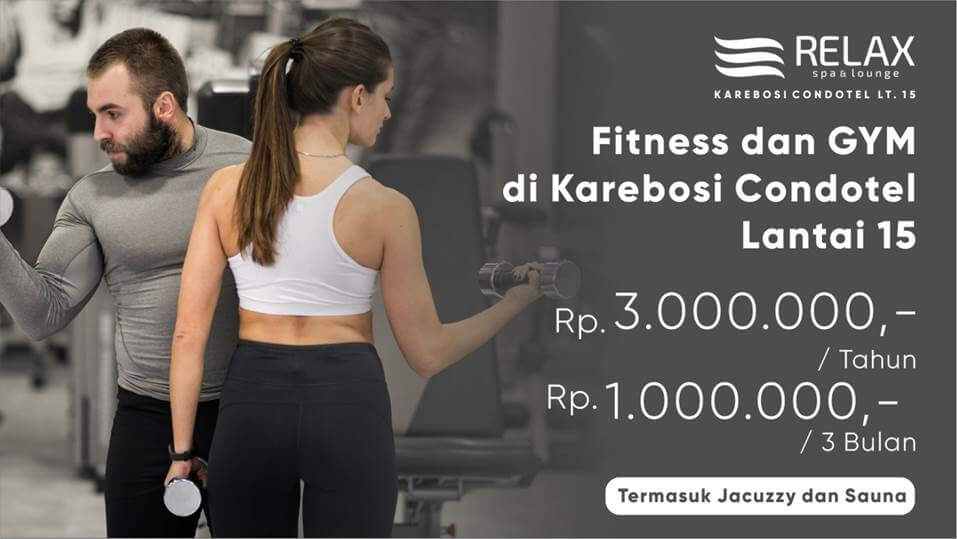 RELAX
spa & lounge
KAREBOSI CONDOTEL LT. 15
Fitness dan GYM
di Karebosi Condotel
Lantai 15
Rp. 3.000.000,-
/ Tahun
Rp. 1.000.000,-
/ 3 Bulan
Termasuk Jacuzzy dan Sauna